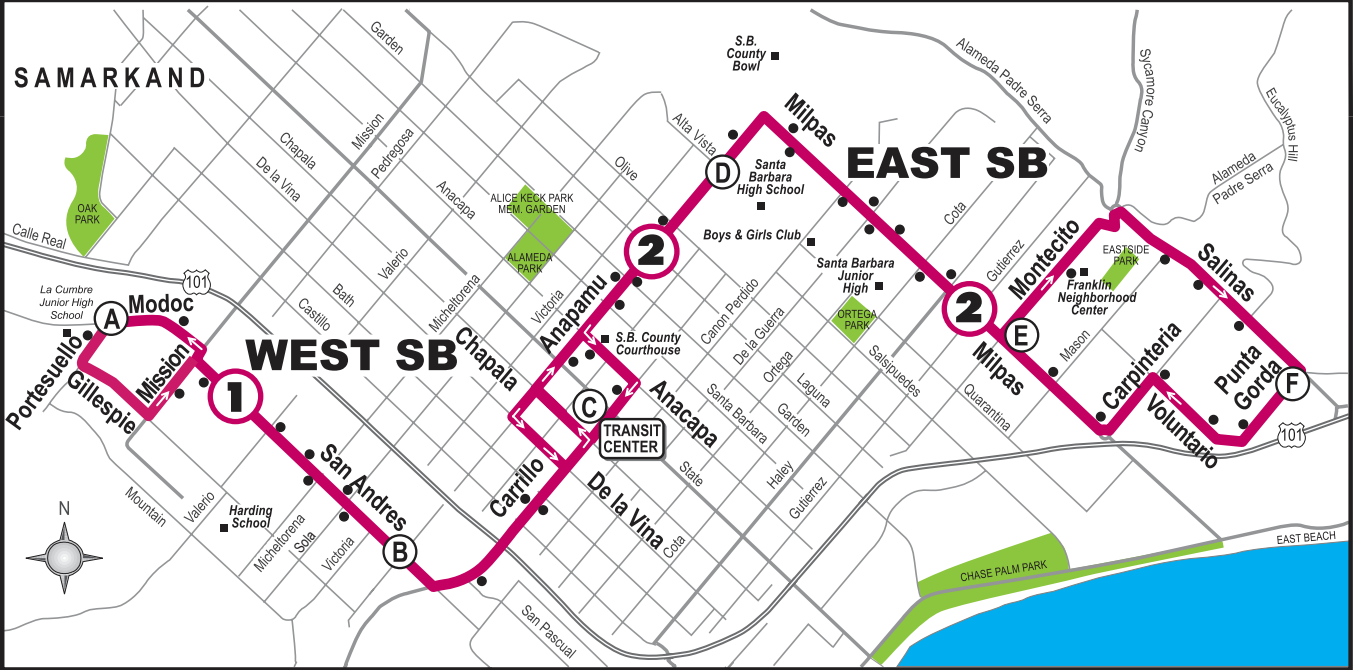 SAMARKAND
Garden
Mission
Pedregosa
Chapala
De la Vina
Anacapa
Valerio
Bath
Castillo
Micheltorena
Victoria
Olive
Alta Vista
S.B.
County
Bowl
Milpas
EAST SB
Alameda Padre Serra
Sycamore Canyon
Eucalyptus Hill
Alameda
Padre Serra
OAK
PARK
Calle Real
101
ALICE KECK PARK
MEM. GARDEN
ALAMEDA
PARK
D
Santa
Barbara
High School
Boys & Girls Club
Santa Barbara
Junior
High
ORTEGA
PARK
Cota
Gutierrez
2
2
Montecito
EASTSIDE
PARK
Franklin
Neighborhood
Center
Salinas
La Cumbre
Junior High
School
A
Modoc
Portesuello
Gillespie
Mission
WEST SB
1
Chapala
Anapamu
S.B. County
Courthouse
Canon Perdido
De la Guerra
Ortega
Laguna
Garden
Santa Barbara
Salsipuedes
Quarantina
E
Milpas
Mason
Carpinteria
Voluntario
Punta
Gorda
F
101
C
TRANSIT
CENTER
Anacapa
State
Haley
Gutierrez
San Andres
Carrillo
De la Vina
Cota
B
Mountain
Valerio
Harding
School
Micheltorena
Sola
Victoria
San Pascual
N
CHASE PALM PARK
EAST BEACH